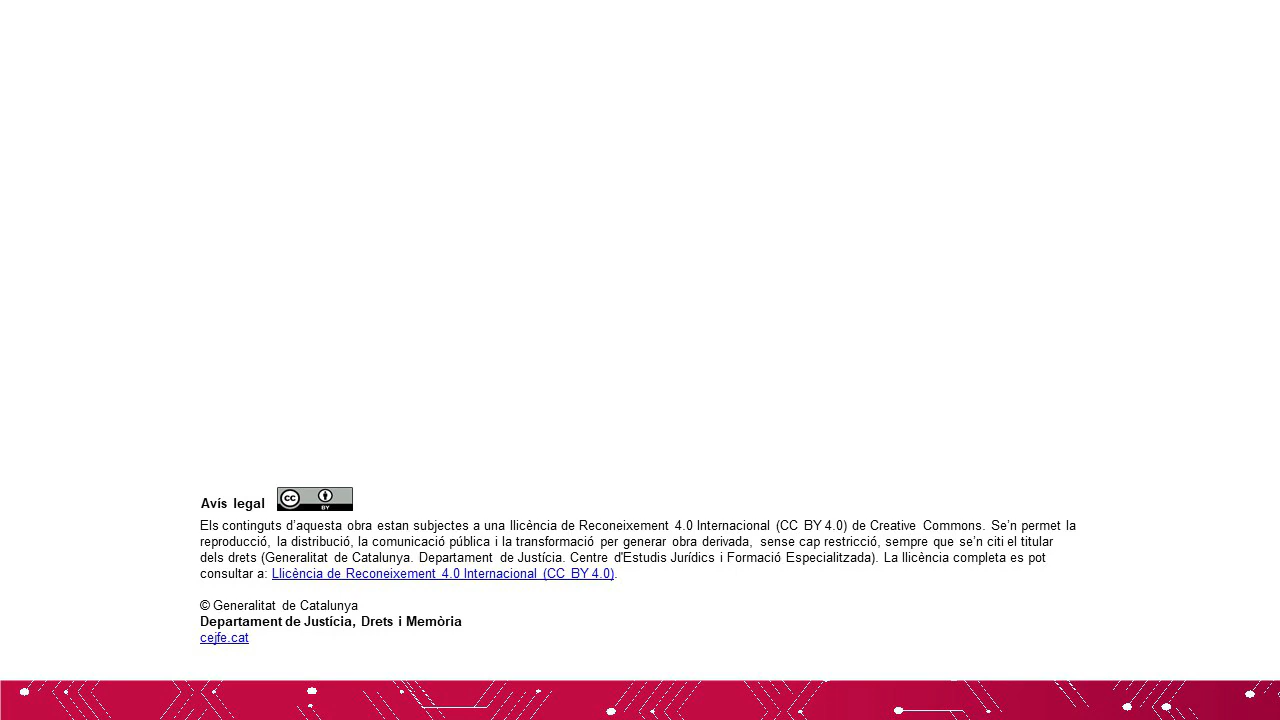 Avís legal
cc
BY
Els continguts d’aquesta obra estan subjectes a una llicència de Reconeixement 4.0 Internacional (CC BY 4.0) de Creative Commons. Se’n permet la
reproducció, la distribució, la comunicació pública i la transformació per generar obra derivada, sense cap restricció, sempre que se’n citi el titular
dels drets (Generalitat de Catalunya. Departament de Justícia. Centre d'Estudis Jurídics i Formació Especialitzada). La llicència completa es pot
consultar a: Llicència de Reconeixement 4.0 Internacional (CC BY 4.0).
© Generalitat de Catalunya
Departament de Justícia, Drets i Memòria
cejfe.cat